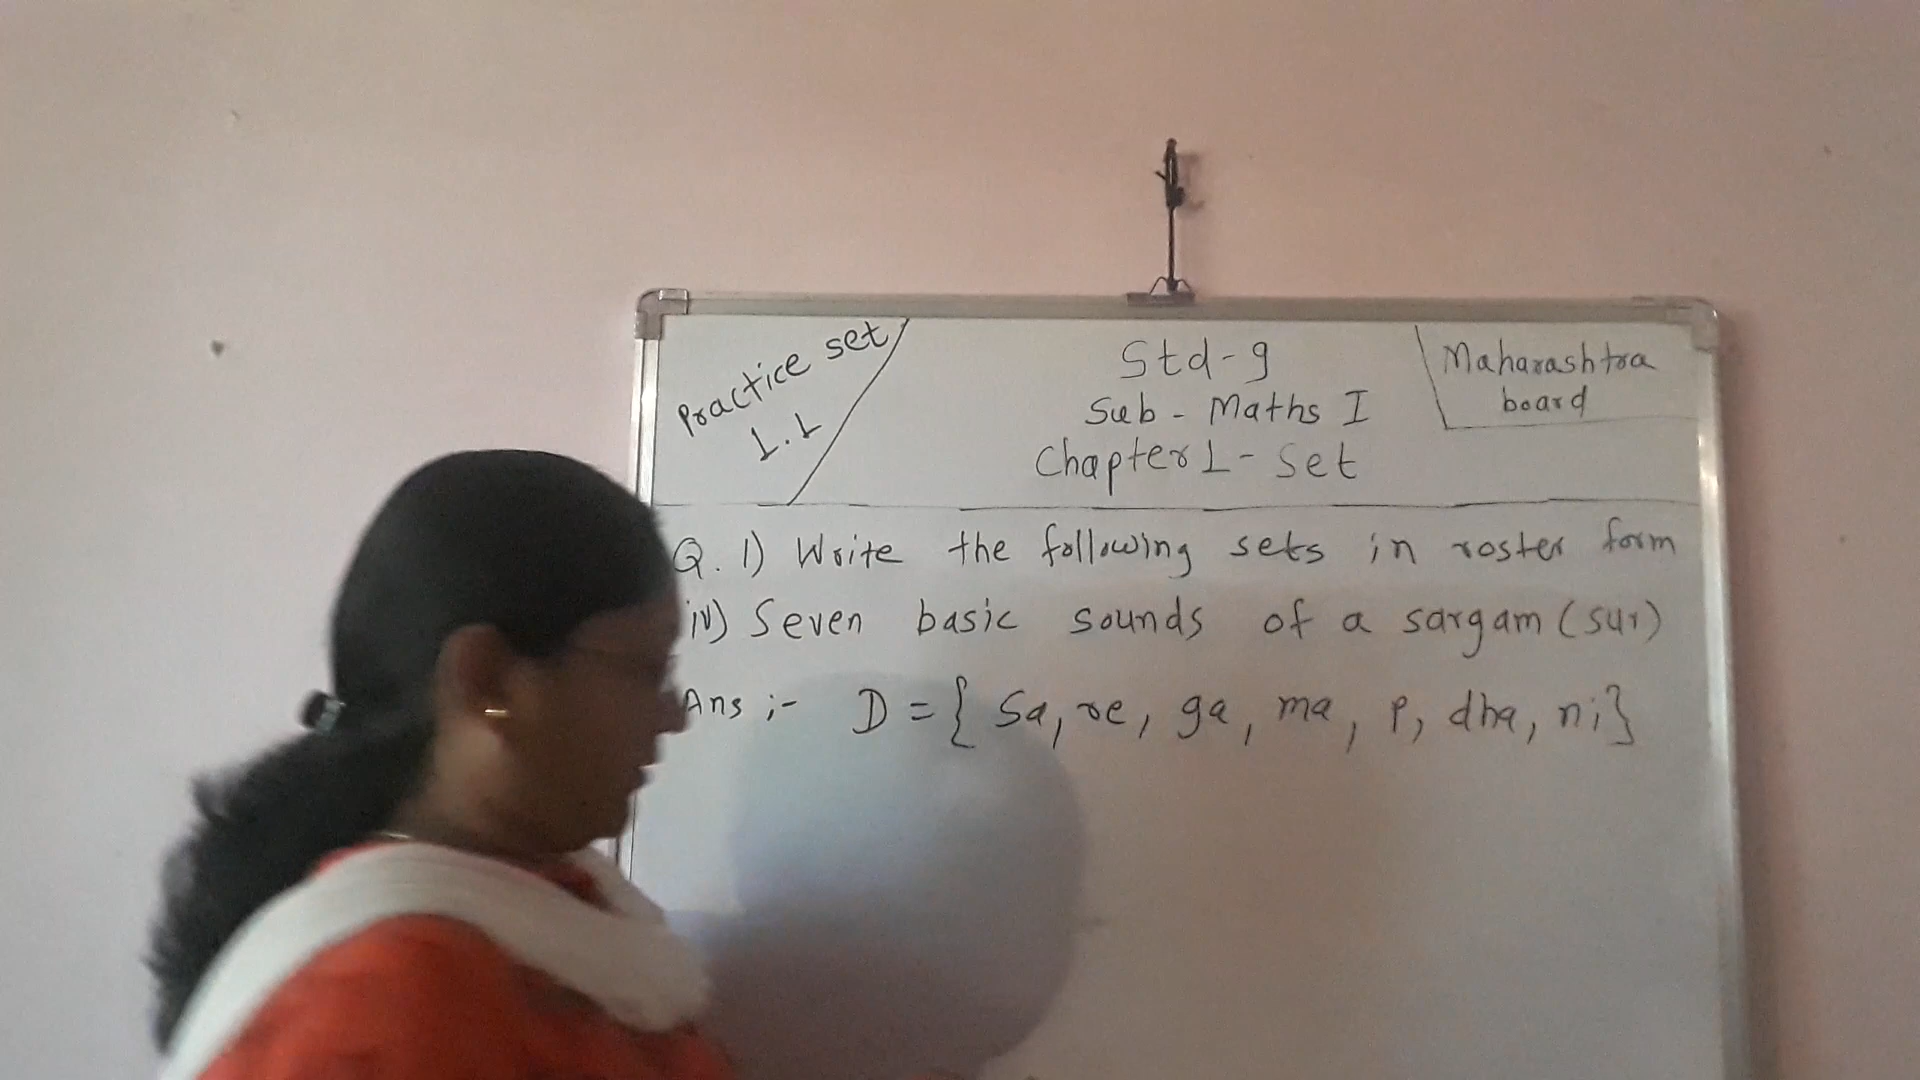 Practice set
1.1
Std-9
Sub - Maths I
Chapter 1 - Set
Maharashtra
board
Q. 1) Write the following sets in roster form
iv) Seven basic sounds of a sargam (sur)
Ans :- D = { Sa, re, ga, ma, p, dha, ni}